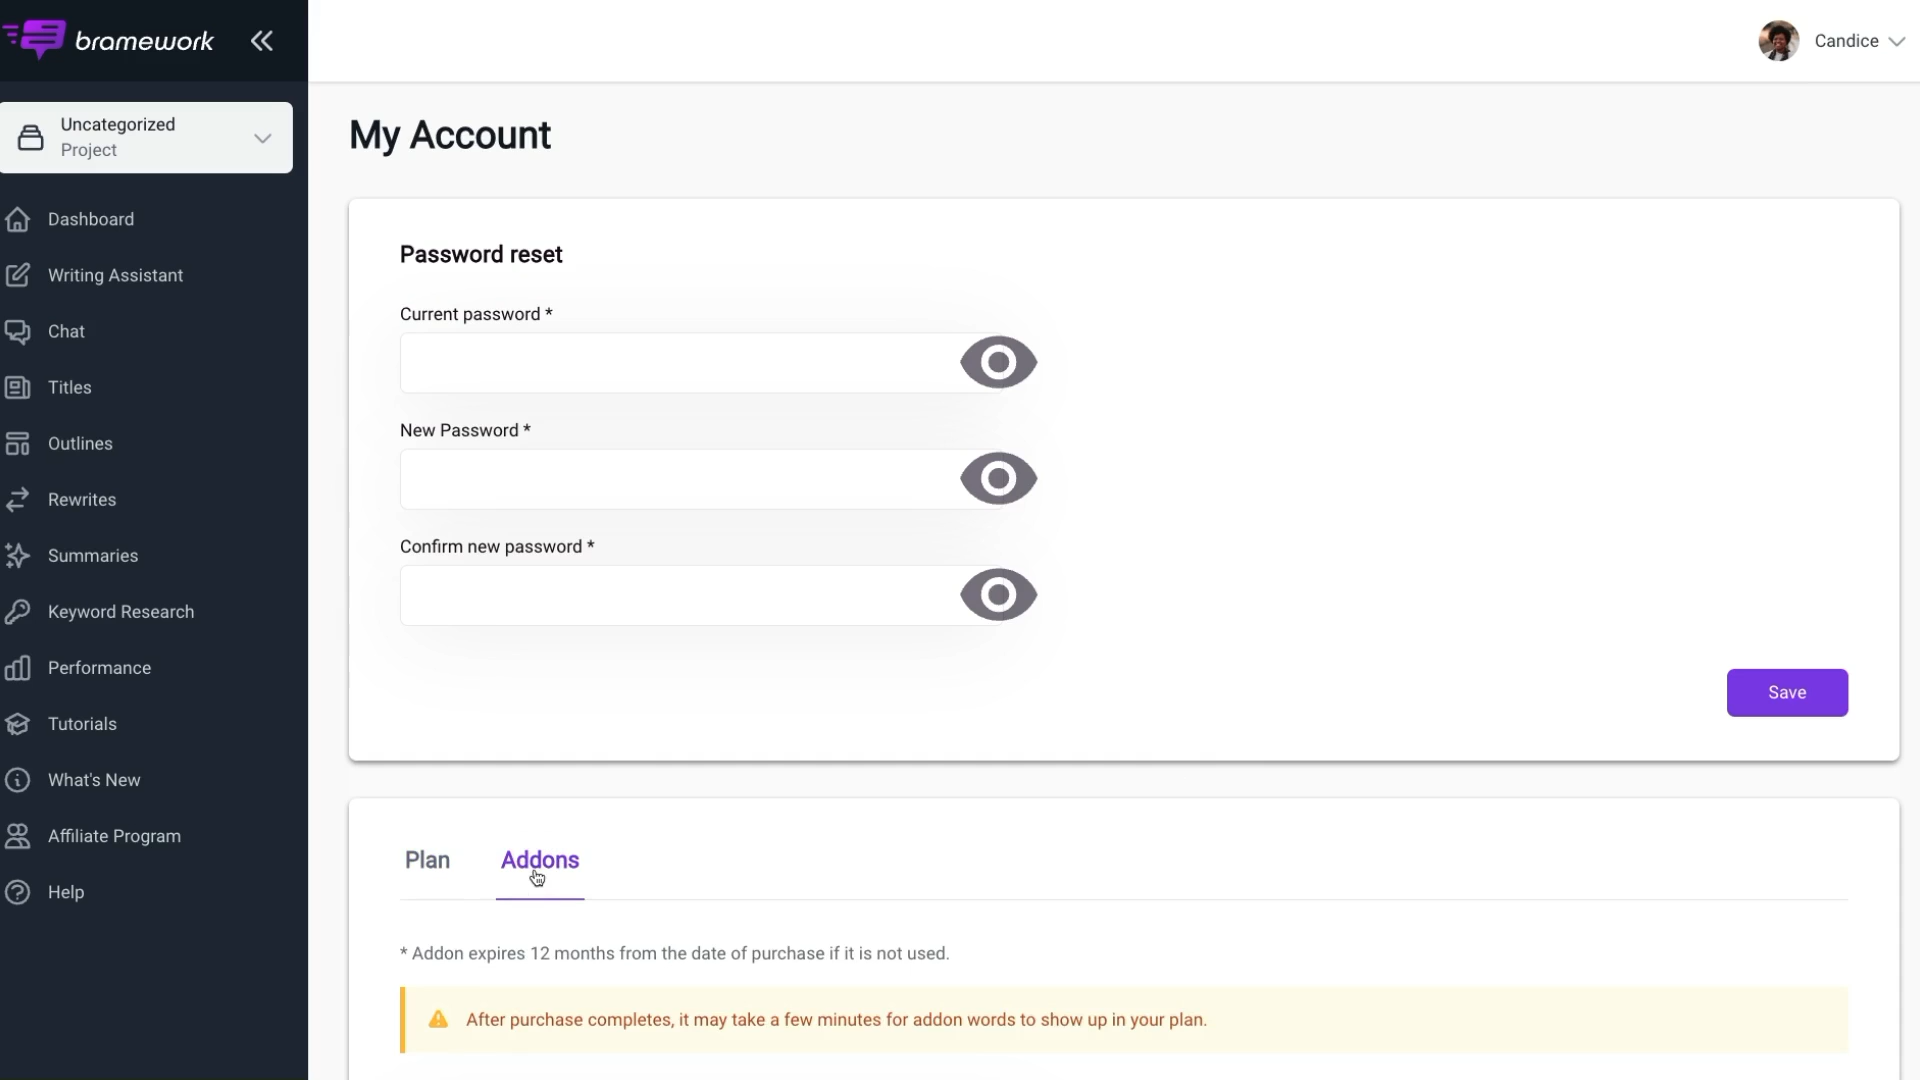 bramework
Candice
Uncategorized
Project
Dashboard
Writing Assistant
Chat
Titles
Outlines
Rewrites
Summaries
Keyword Research
Performance
Tutorials
What's New
Affiliate Program
Help
My Account
Password reset
Current password *
New Password *
Confirm new password *
Save
Plan Addons
* Addon expires 12 months from the date of purchase if it is not used.
After purchase completes, it may take a few minutes for addon words to show up in your plan.